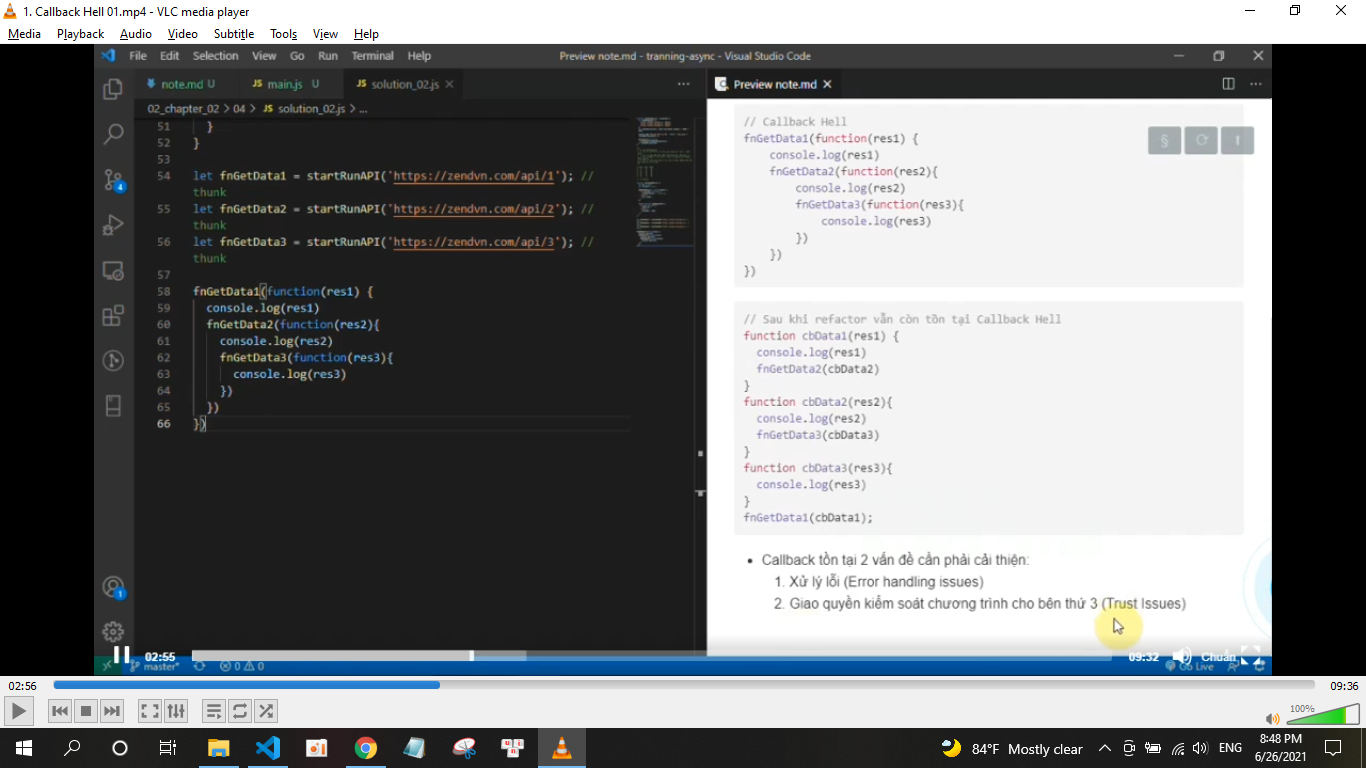 1. Callback Hell 01.mp4 - VLC media player
Media Playback Audio Video Subtitle Tools View Help
File Edit Selection View Go Run Terminal Help
Preview note.md - tranning-async - Visual Studio Code
note.md U
JS main.js U
JS solution_02.js
Preview note.md
02_chapter_02 > 04 > JS solution_02.js > ...
51 }
52 }
53
54 let fnGetData1 = startRunAPI('https://zendvn.com/api/1'); //
thunk
55 let fnGetData2 = startRunAPI('https://zendvn.com/api/2'); //
thunk
56 let fnGetData3 = startRunAPI('https://zendvn.com/api/3'); //
thunk
57
58 fnGetData1(function(res1) {
59 console.log(res1)
60 fnGetData2(function(res2){
61 console.log(res2)
62 fnGetData3(function(res3){
63 console.log(res3)
64 })
65 })
66 })
// Callback Hell
fnGetData1(function(res1) {
console.log(res1)
fnGetData2(function(res2){
console.log(res2)
fnGetData3(function(res3){
console.log(res3)
})
})
})
// Sau khi refactor vẫn còn tồn tại Callback Hell
function cbData1(res1) {
console.log(res1)
fnGetData2(cbData2)
}
function cbData2(res2){
console.log(res2)
fnGetData3(cbData3)
}
function cbData3(res3){
console.log(res3)
}
fnGetData1(cbData1);
• Callback tồn tại 2 vấn đề cần phải cải thiện:
1. Xử lý lỗi (Error handling issues)
2. Giao quyền kiểm soát chương trình cho bên thứ 3 (Trust Issues)
4
1
02:55
09:32
Chuẩn
master*
0 0
Go Live
02:56
09:36
100%
84°F Mostly clear
ENG
8:48 PM
6/26/2021